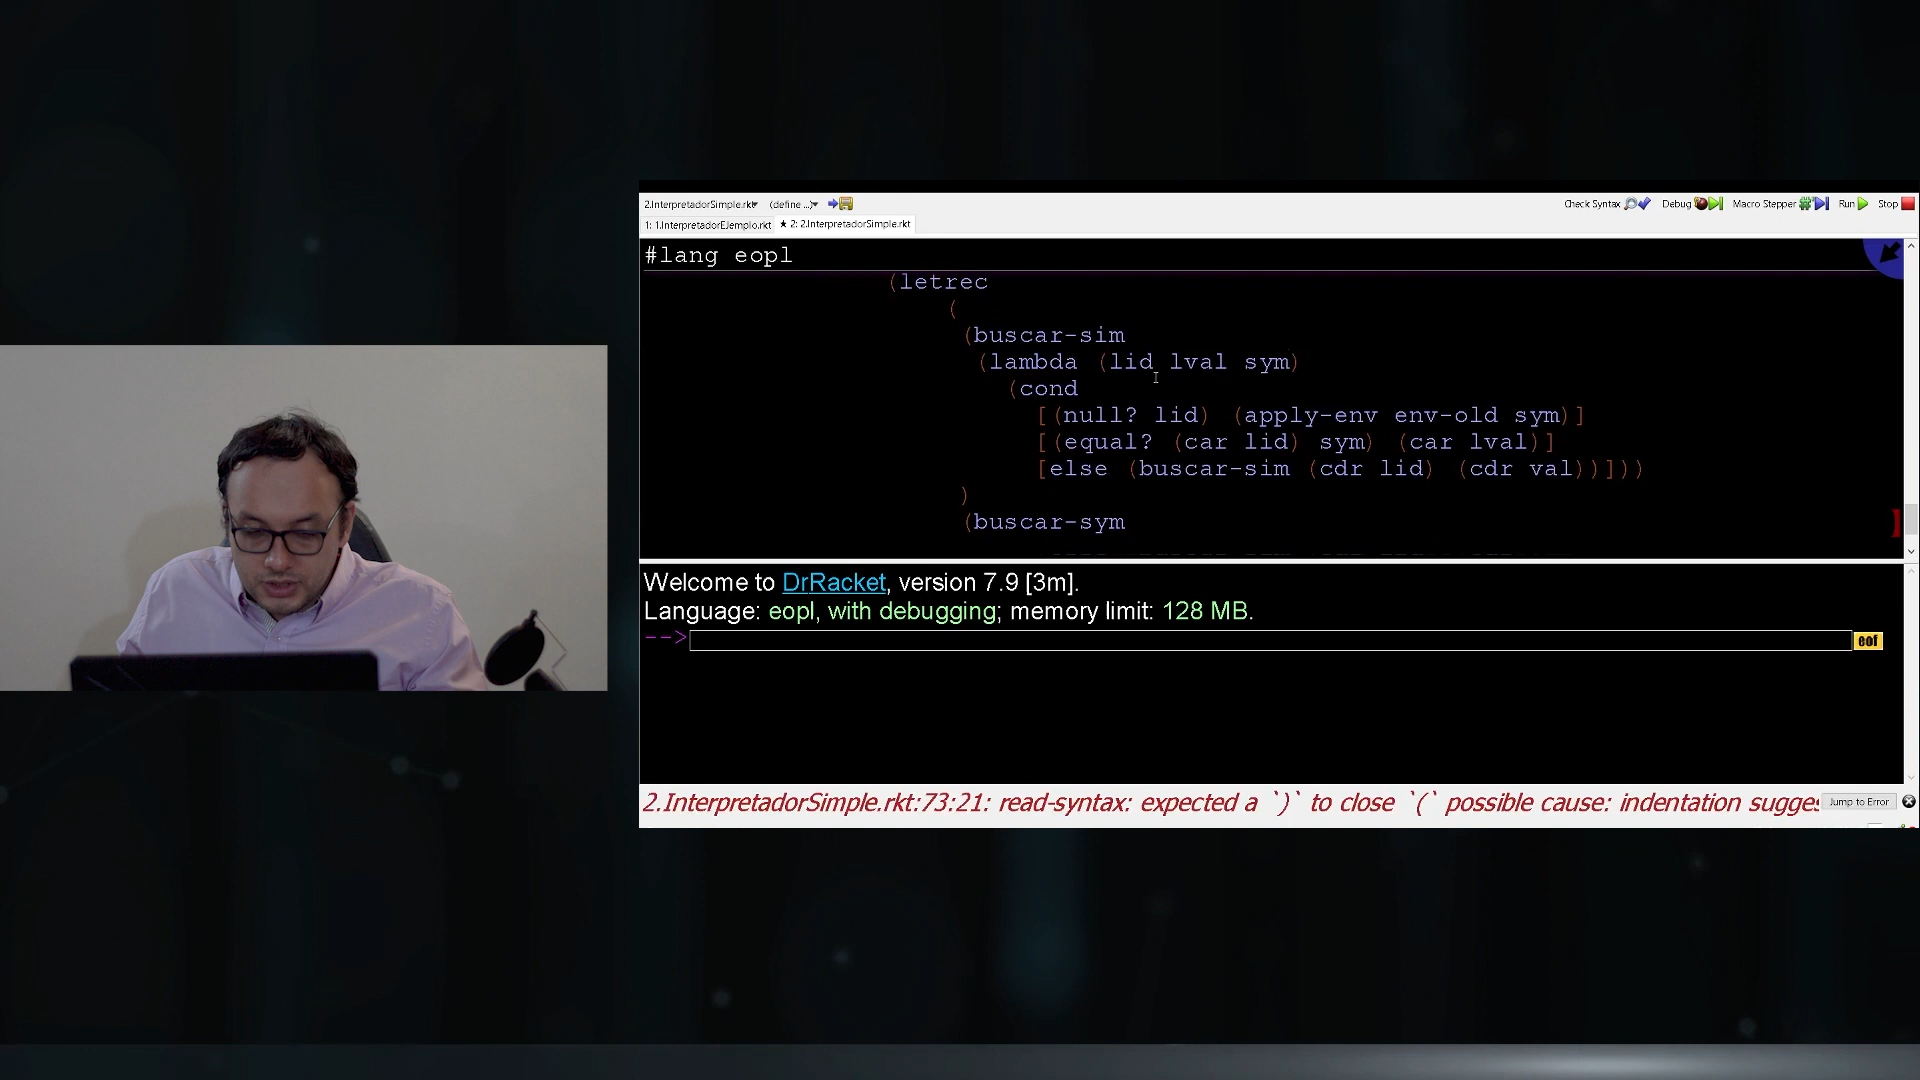 2.InterpretadorSimple.rkt (define ...) Check Syntax Debug Macro Stepper Run Stop
1: 1.InterpretadorEJemplo.rkt ★ 2: 2.InterpretadorSimple.rkt
#lang eopl
(letrec
(
(buscar-sim
(lambda (lid lval sym)
(cond
[(null? lid) (apply-env env-old sym)]
[(equal? (car lid) sym) (car lval)]
[else (buscar-sim (cdr lid) (cdr val))]))
)
(buscar-sym
Welcome to DrRacket, version 7.9 [3m].
Language: eopl, with debugging; memory limit: 128 MB.
--> eof
2.InterpretadorSimple.rkt:73:21: read-syntax: expected a `)` to close `(` possible cause: indentation sugges Jump to Error